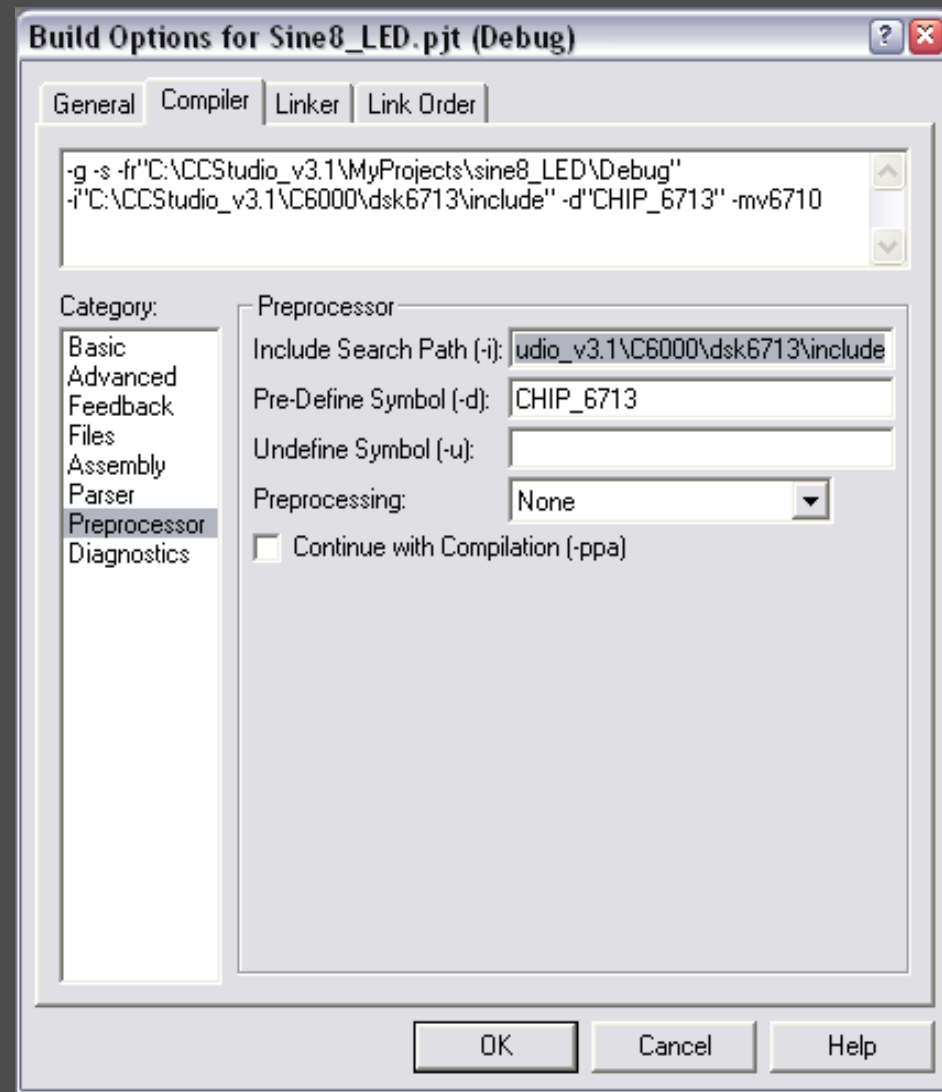 Build Options for Sine8_LED.pjt (Debug)
General Compiler Linker Link Order
-g -s -fr"C:\CCStudio_v3.1\MyProjects\sine8_LED\Debug"
-i"C:\CCStudio_v3.1\C6000\dsk6713\include" -d"CHIP_6713" -mv6710
Category:
Basic
Advanced
Feedback
Files
Assembly
Parser
Preprocessor
Diagnostics
Preprocessor
Include Search Path (-i): udio_v3.1\C6000\dsk6713\include
Pre-Define Symbol (-d): CHIP_6713
Undefine Symbol (-u):
Preprocessing: None
Continue with Compilation (-ppa)
OK Cancel Help